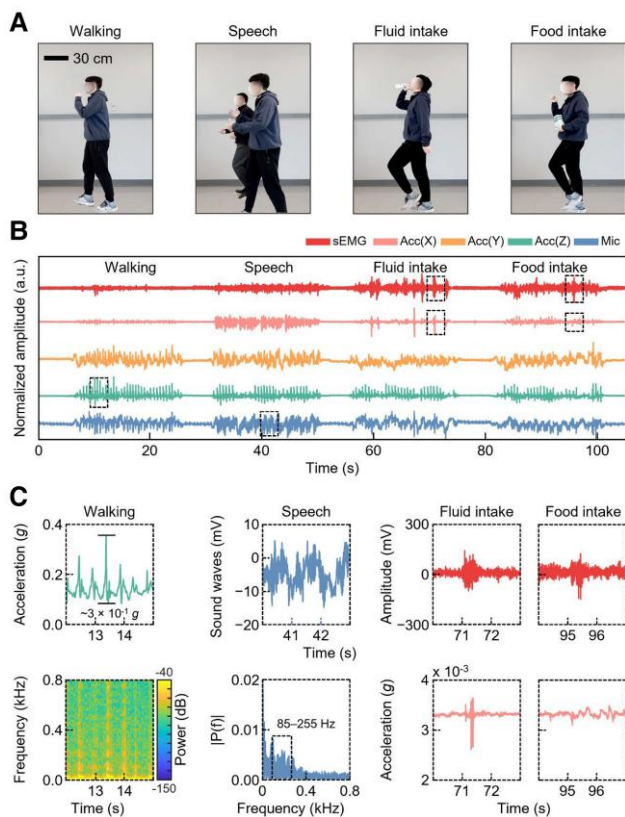 A
Walking Speech Fluid intake Food intake
30 cm
B
sEMG Acc(X) Acc(Y) Acc(Z) Mic
Normalized amplitude (a.u.)
Walking Speech Fluid intake Food intake
0 20 40 60 80 100
Time (s)
C
Walking Speech Fluid intake Food intake
Acceleration (g)
0.4
0.2
0.0
~3 × 10⁻¹ g
13 14
Sound waves (mV)
10
0
−10
−20
41 42
Time (s)
Amplitude (mV)
300
0
−300
71 72
95 96
Frequency (kHz)
0.8
0.4
0.0
13 14
Time (s)
-40
Power (dB)
-150
|P(f)|
0.02
0.01
0.00
85–255 Hz
0 0.4 0.8
Frequency (kHz)
x 10⁻³
Acceleration (g)
4
3
2
71 72
95 96
Time (s)